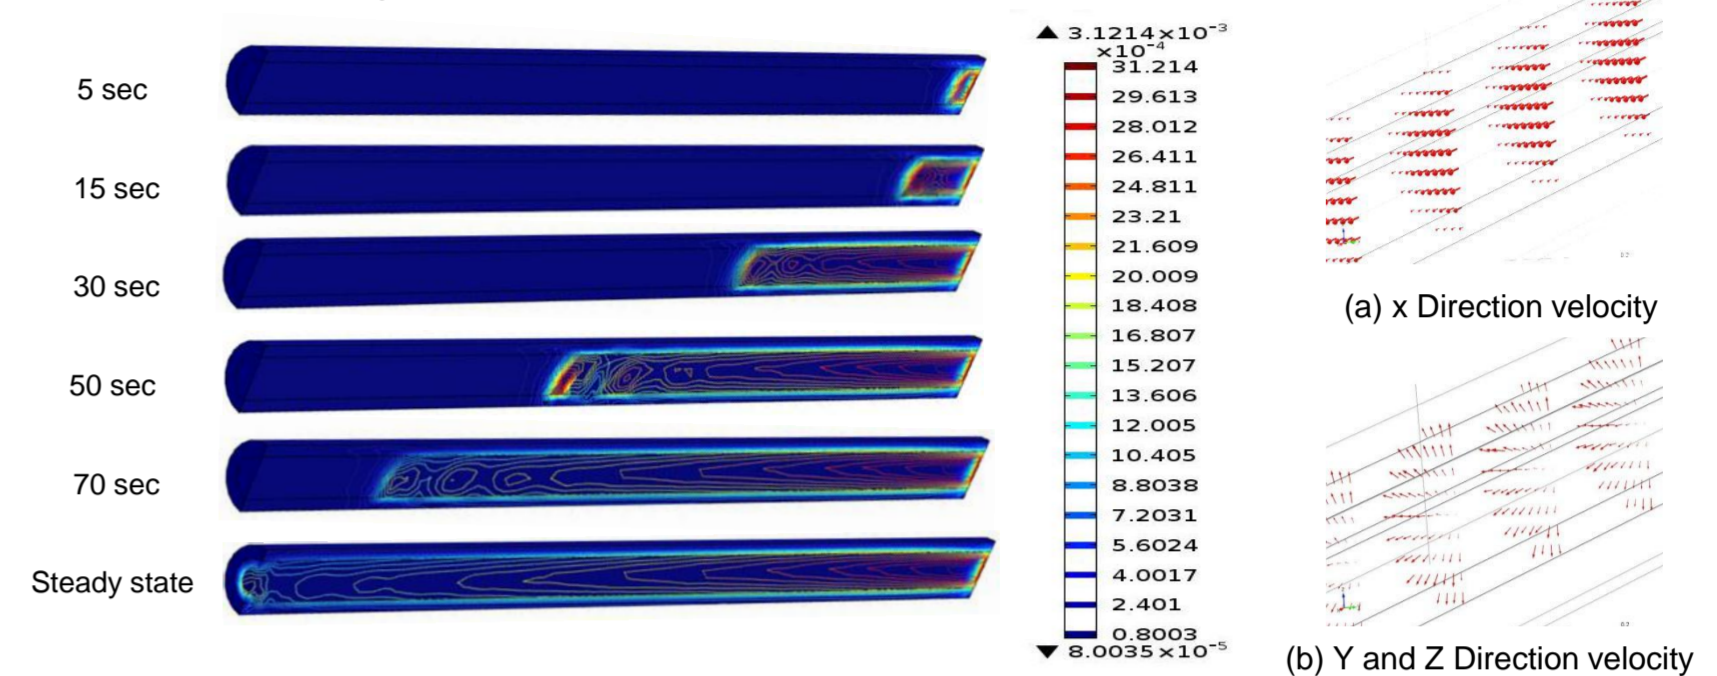 5 sec
15 sec
30 sec
50 sec
70 sec
Steady state
▲ 3.1214×10⁻³
×10⁻⁴
31.214
29.613
28.012
26.411
24.811
23.21
21.609
20.009
18.408
16.807
15.207
13.606
12.005
10.405
8.8038
7.2031
5.6024
4.0017
2.401
0.8003
▼ 8.0035×10⁻⁵
(a) x Direction velocity
(b) Y and Z Direction velocity